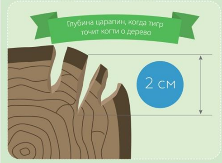 Глубина царапин, когда тигр
точит когти о дерево
2 см